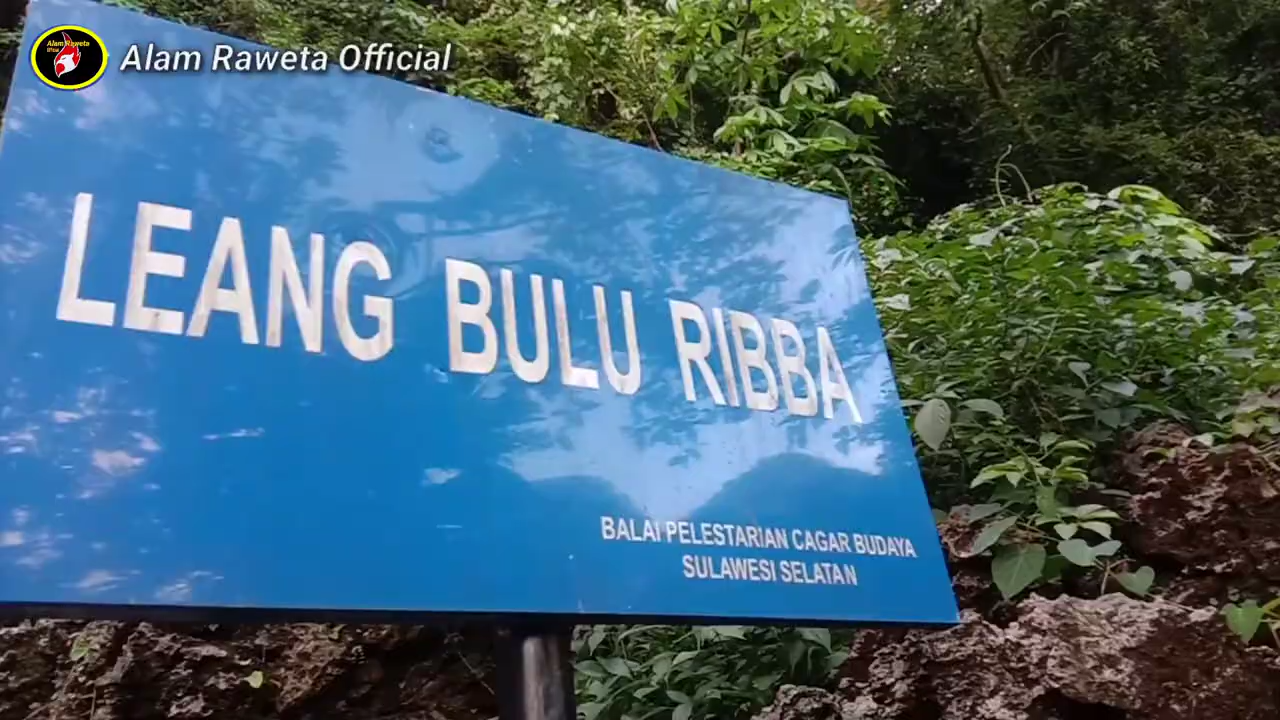 Alam Raweta Official
LEANG BULU RIBBA
BALAI PELESTARIAN CAGAR BUDAYA
SULAWESI SELATAN